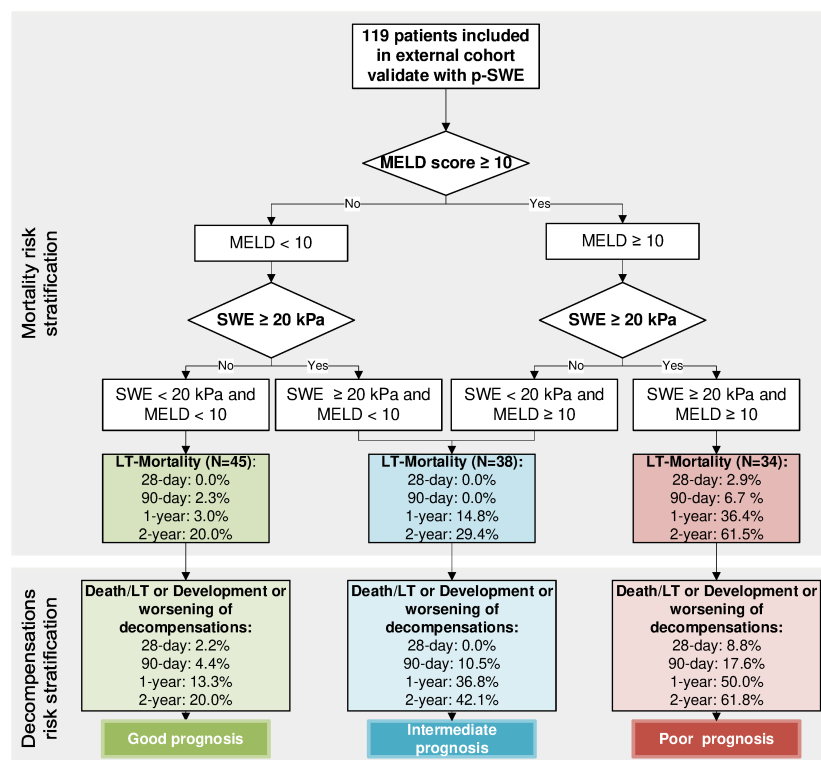 119 patients included
in external cohort
validate with p-SWE
MELD score ≥ 10
No
Yes
MELD < 10
MELD ≥ 10
SWE ≥ 20 kPa
SWE ≥ 20 kPa
No
Yes
No
Yes
SWE < 20 kPa and
MELD < 10
SWE ≥ 20 kPa and
MELD < 10
SWE < 20 kPa and
MELD ≥ 10
SWE ≥ 20 kPa and
MELD ≥ 10
Mortality risk
stratification
LT-Mortality (N=45):
28-day: 0.0%
90-day: 2.3%
1-year: 3.0%
2-year: 20.0%
LT-Mortality (N=38):
28-day: 0.0%
90-day: 0.0%
1-year: 14.8%
2-year: 29.4%
LT-Mortality (N=34):
28-day: 2.9%
90-day: 6.7 %
1-year: 36.4%
2-year: 61.5%
Decompensations
risk stratification
Death/LT or Development or
worsening of
decompensations:
28-day: 2.2%
90-day: 4.4%
1-year: 13.3%
2-year: 20.0%
Death/LT or Development or
worsening of
decompensations:
28-day: 0.0%
90-day: 10.5%
1-year: 36.8%
2-year: 42.1%
Death/LT or Development or
worsening of
decompensations:
28-day: 8.8%
90-day: 17.6%
1-year: 50.0%
2-year: 61.8%
Good prognosis
Intermediate
prognosis
Poor prognosis